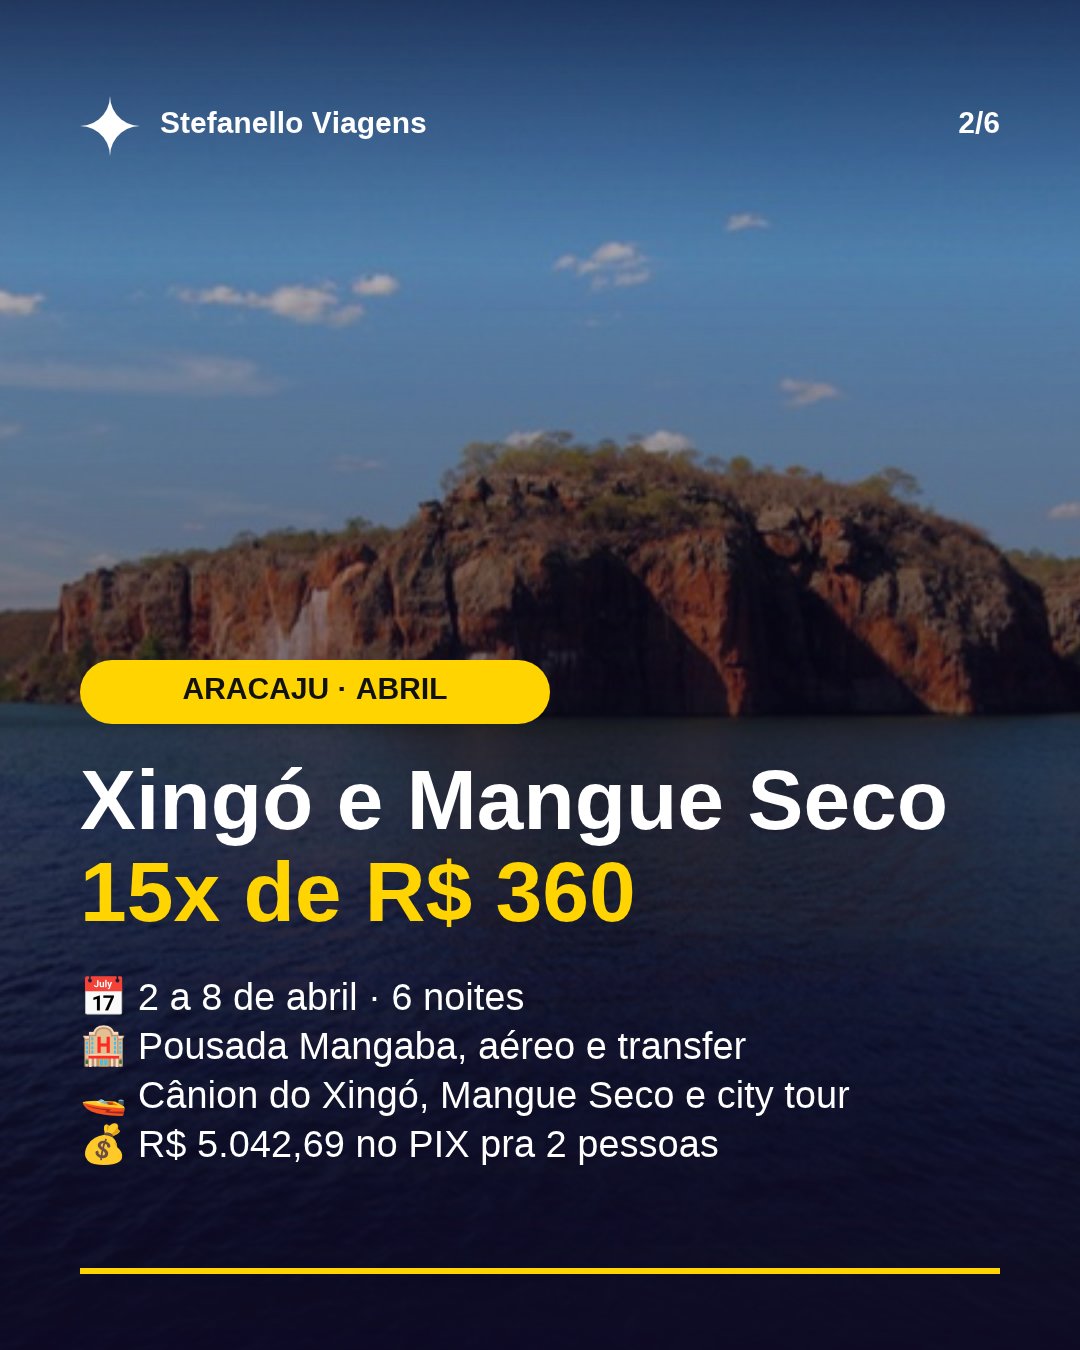 Stefanello Viagens
2/6
ARACAJU · ABRIL
Xingó e Mangue Seco
15x de R$ 360
📅 2 a 8 de abril · 6 noites
🏨 Pousada Mangaba, aéreo e transfer
🚤 Cânion do Xingó, Mangue Seco e city tour
💰 R$ 5.042,69 no PIX pra 2 pessoas